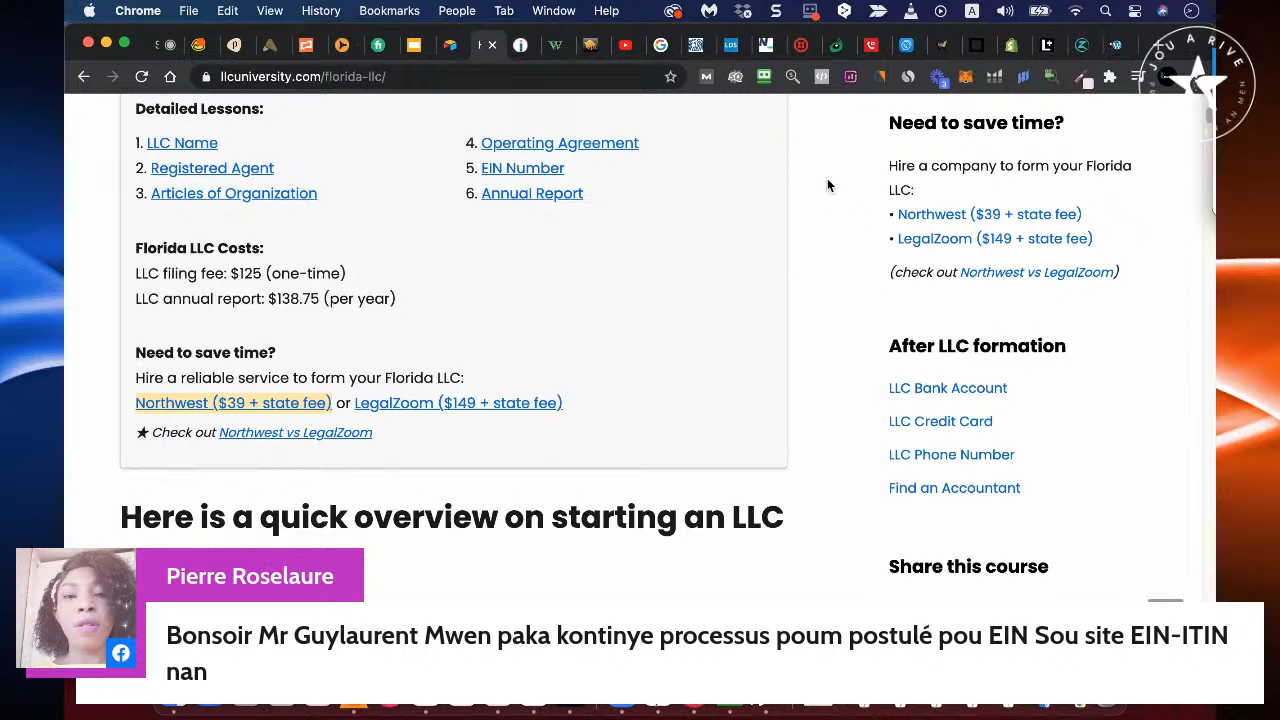 Chrome File Edit View History Bookmarks People Tab Window Help
llcuniversity.com/florida-llc/
Detailed Lessons:
1. LLC Name
2. Registered Agent
3. Articles of Organization
4. Operating Agreement
5. EIN Number
6. Annual Report
Florida LLC Costs:
LLC filing fee: $125 (one-time)
LLC annual report: $138.75 (per year)
Need to save time?
Hire a reliable service to form your Florida LLC:
Northwest ($39 + state fee) or LegalZoom ($149 + state fee)
★ Check out Northwest vs LegalZoom
Here is a quick overview on starting an LLC
Need to save time?
Hire a company to form your Florida
LLC:
• Northwest ($39 + state fee)
• LegalZoom ($149 + state fee)
(check out Northwest vs LegalZoom)
After LLC formation
LLC Bank Account
LLC Credit Card
LLC Phone Number
Find an Accountant
Share this course
Pierre Roselaure
Bonsoir Mr Guylaurent Mwen paka kontinye processus poum postulé pou EIN Sou site EIN-ITIN
nan